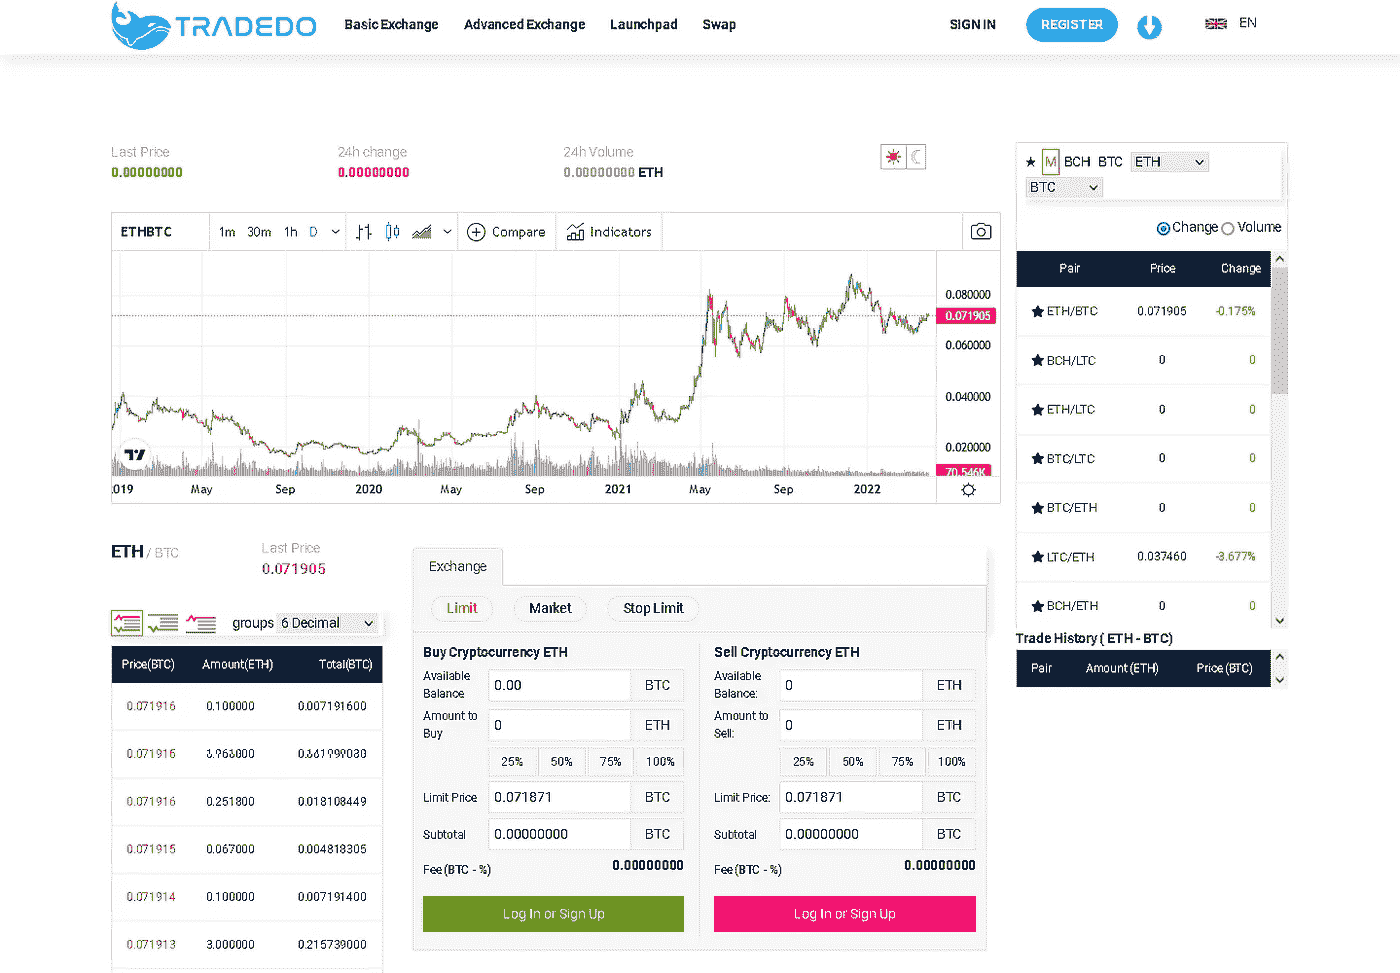 TRADEDO Basic Exchange Advanced Exchange Launchpad Swap SIGN IN REGISTER EN
Last Price 24h change 24h Volume
0.00000000 0.00000000 0.00000000 ETH
M BCH BTC ETH
BTC
Change Volume
ETHBTC 1m 30m 1h D Compare Indicators
0.080000
0.071905
0.060000
0.040000
0.020000
70.546K
2019 May Sep 2020 May Sep 2021 May Sep 2022
Pair Price Change
ETH/BTC 0.071905 -0.175%
BCH/LTC 0 0
ETH/LTC 0 0
BTC/LTC 0 0
BTC/ETH 0 0
LTC/ETH 0.037460 -3.677%
BCH/ETH 0 0
Trade History ( ETH - BTC)
Pair Amount (ETH) Price (BTC)
ETH / BTC Last Price
0.071905
groups 6 Decimal
Price(BTC) Amount(ETH) Total(BTC)
0.071916 0.100000 0.007191600
0.071916
0.071916 0.251800 0.018108449
0.071915 0.067000 0.004818305
0.071914 0.100000 0.007191400
0.071913 3.000000 0.215739000
Exchange
Limit Market Stop Limit
Buy Cryptocurrency ETH
Available Balance 0.00 BTC
Amount to Buy 0 ETH
25% 50% 75% 100%
Limit Price 0.071871 BTC
Subtotal 0.00000000 BTC
Fee (BTC - %) 0.00000000
Log In or Sign Up
Sell Cryptocurrency ETH
Available Balance: 0 ETH
Amount to Sell: 0 ETH
25% 50% 75% 100%
Limit Price: 0.071871 BTC
Subtotal 0.00000000 BTC
Fee (BTC - %) 0.00000000
Log In or Sign Up